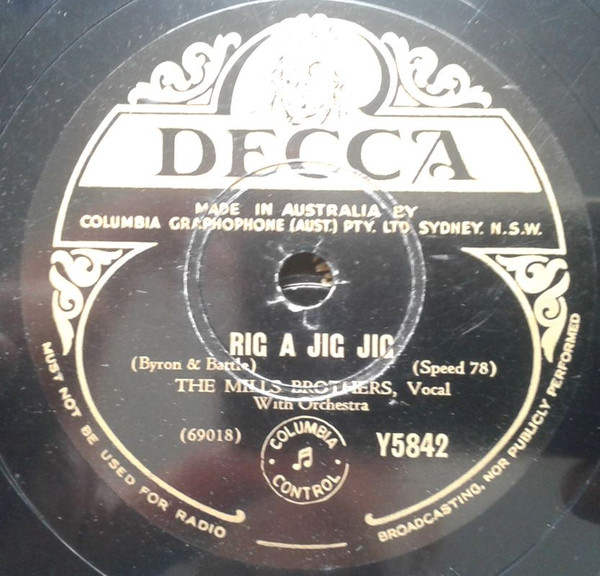 DECCA
MADE IN AUSTRALIA BY
COLUMBIA GRAPHOPHONE (AUST.) PTY. LTD. SYDNEY. N.S.W.
RIG A JIG JIG
(Byron & Battle) (Speed 78)
THE MILLS BROTHERS, Vocal
With Orchestra
(69018) COLUMBIA CONTROL Y5842
MUST NOT BE USED FOR RADIO BROADCASTING, NOR PUBLICLY PERFORMED